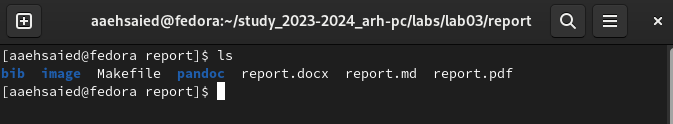 aaehsaied@fedora:~/study_2023-2024_arh-pc/labs/lab03/report
[aaehsaied@fedora report]$ ls
bib image Makefile pandoc report.docx report.md report.pdf
[aaehsaied@fedora report]$